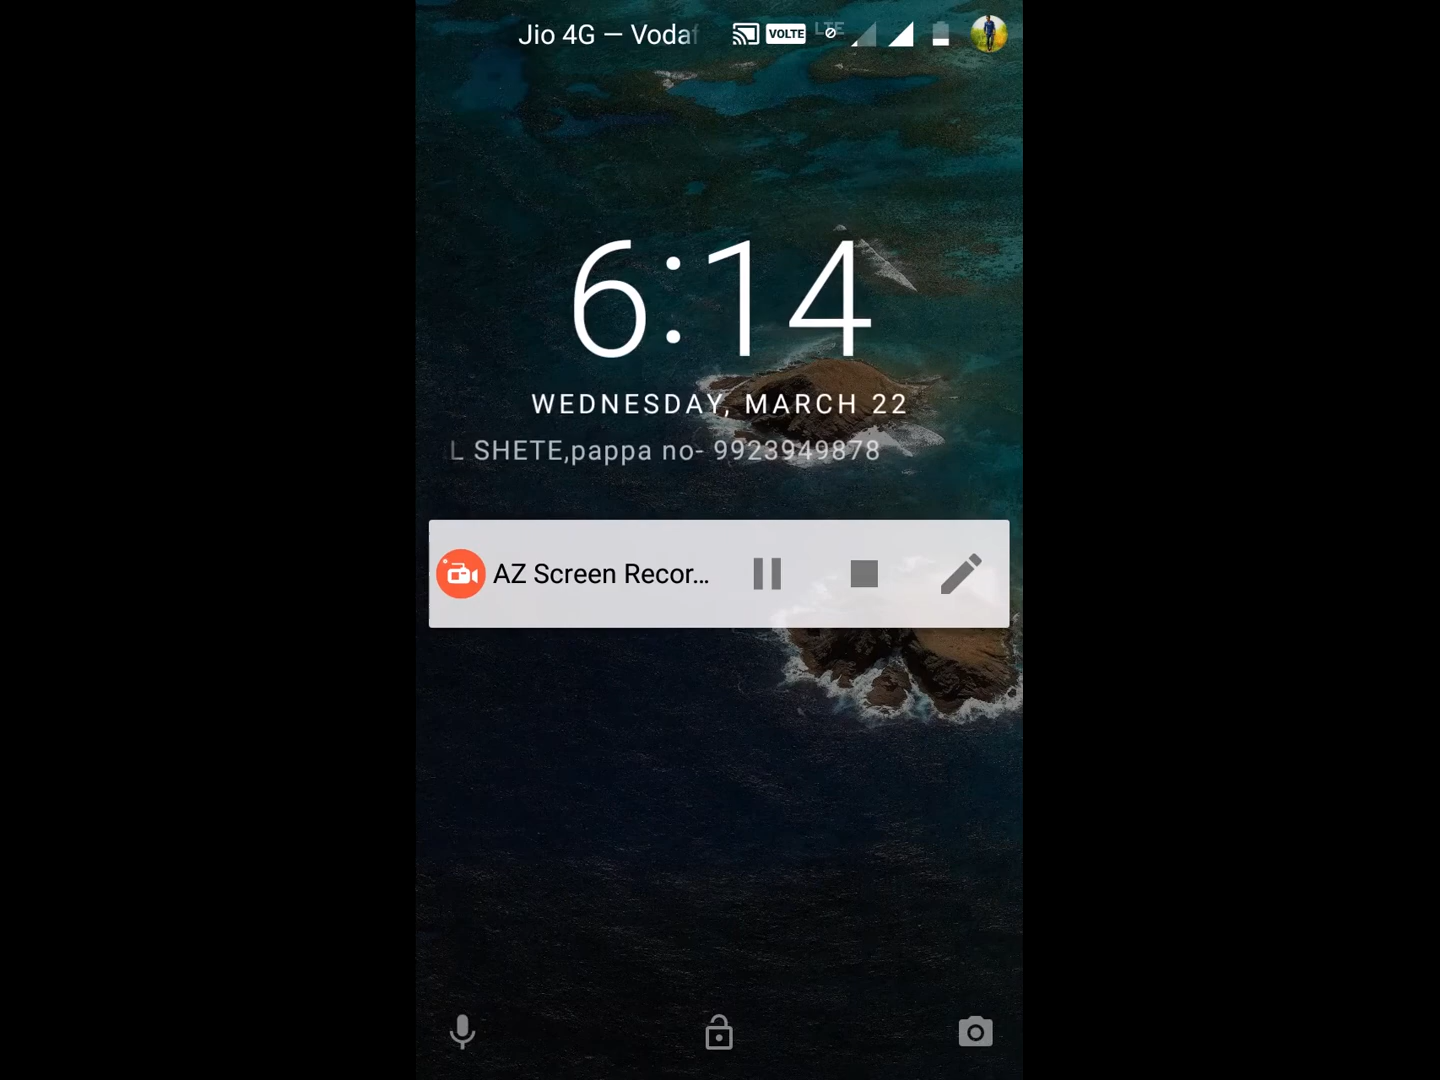 Jio 4G — Vodaf VOLTE LTE
6:14
WEDNESDAY, MARCH 22
L SHETE,pappa no- 9923949878
AZ Screen Recor...